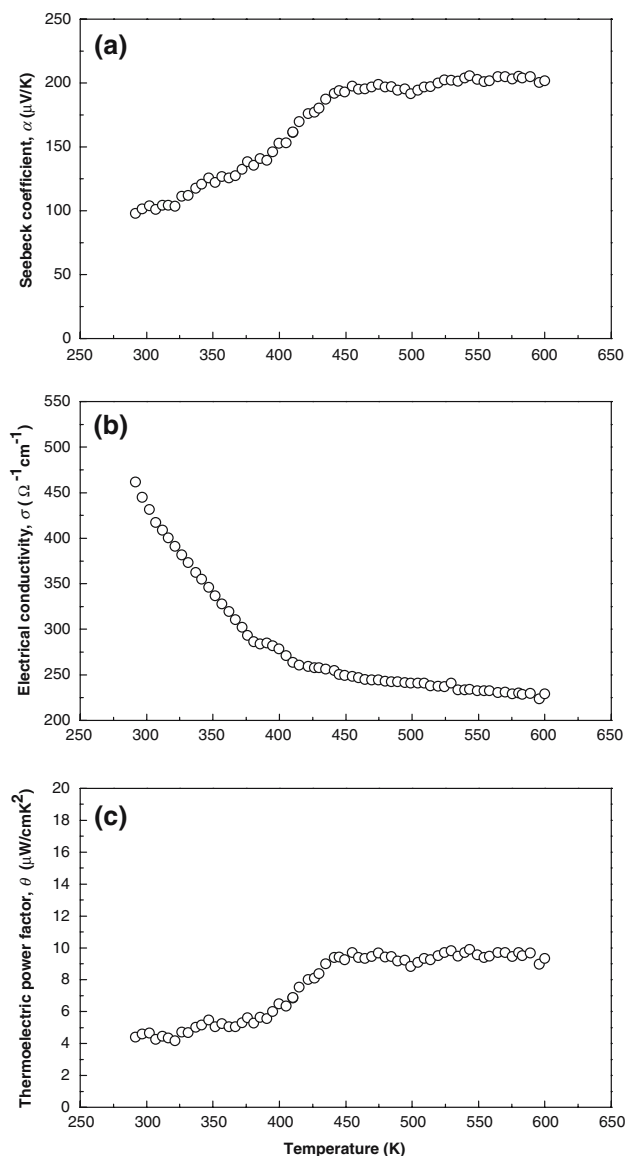 250
(a)
200
150
100
50
0
Seebeck coefficient, α (μV/K)
250 300 350 400 450 500 550 600 650
550
(b)
500
450
400
350
300
250
200
Electrical conductivity, σ ( Ω⁻¹cm⁻¹)
250 300 350 400 450 500 550 600 650
20
(c)
18
16
14
12
10
8
6
4
2
0
Thermoelectric power factor, θ (μW/cmK²)
250 300 350 400 450 500 550 600 650
Temperature (K)